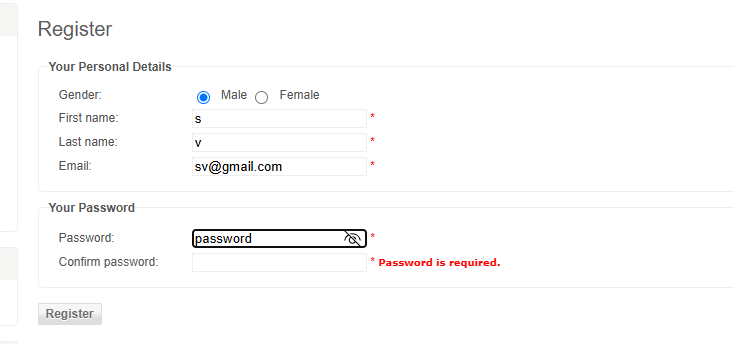 Register
Your Personal Details
Gender: Male Female
First name: s *
Last name: v *
Email: sv@gmail.com *
Your Password
Password: password *
Confirm password: * Password is required.
Register